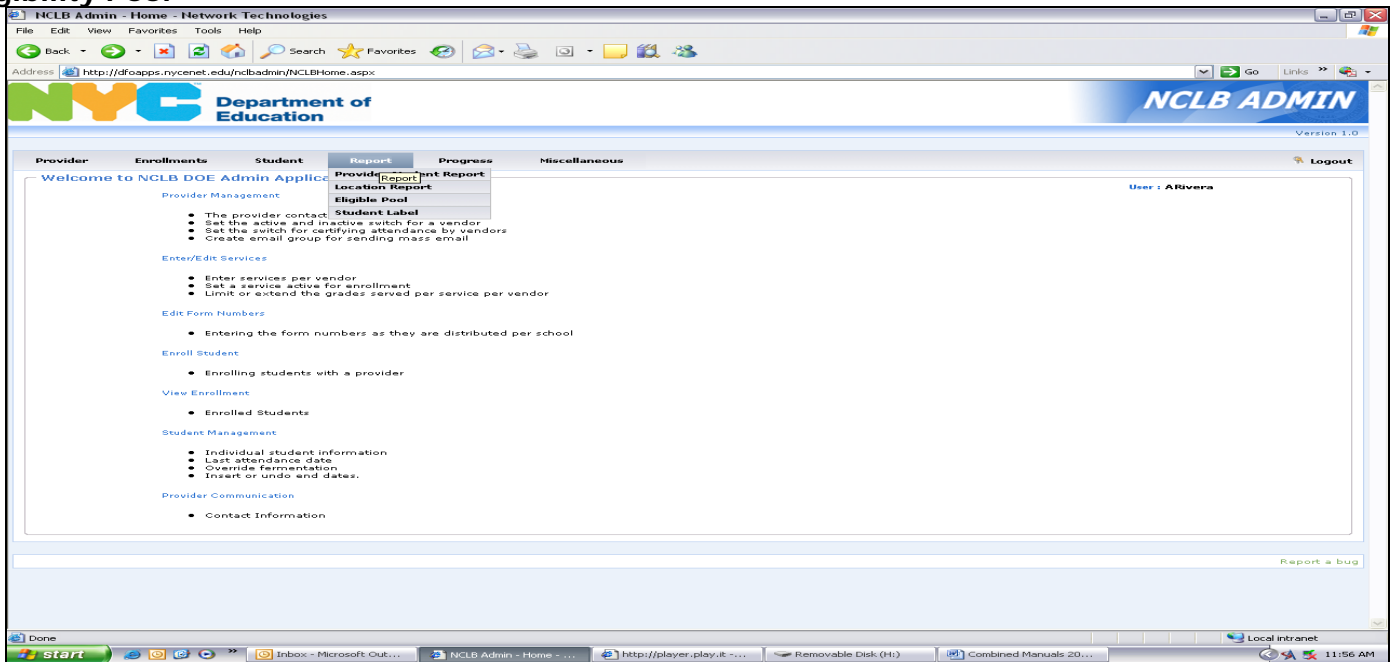 NCLB Admin - Home - Network Technologies
File Edit View Favorites Tools Help
Back Search Favorites
Address http://dfoapps.nycenet.edu/nclbadmin/NCLBHome.aspx Go Links »
NYC Department of Education NCLB ADMIN
Version 1.0
Provider Enrollments Student Report Progress Miscellaneous Logout
Welcome to NCLB DOE Admin Applica
User : ARivera
Report
Location Report
Eligible Pool
Student Label
Provider Management
• The provider contact
• Set the active and inactive switch for a vendor
• Set the switch for certifying attendance by vendors
• Create email group for sending mass email
Enter/Edit Services
• Enter services per vendor
• Set a service active for enrollment
• Limit or extend the grades served per service per vendor
Edit Form Numbers
• Entering the form numbers as they are distributed per school
Enroll Student
• Enrolling students with a provider
View Enrollment
• Enrolled Students
Student Management
• Individual student information
• Last attendance date
• Override fermentation
• Insert or undo end dates.
Provider Communication
• Contact Information
Report a bug
Done Local intranet
start » Inbox - Microsoft Out... NCLB Admin - Home - ... http://player.play.it -... Removable Disk (H:) Combined Manuals 20... 11:56 AM